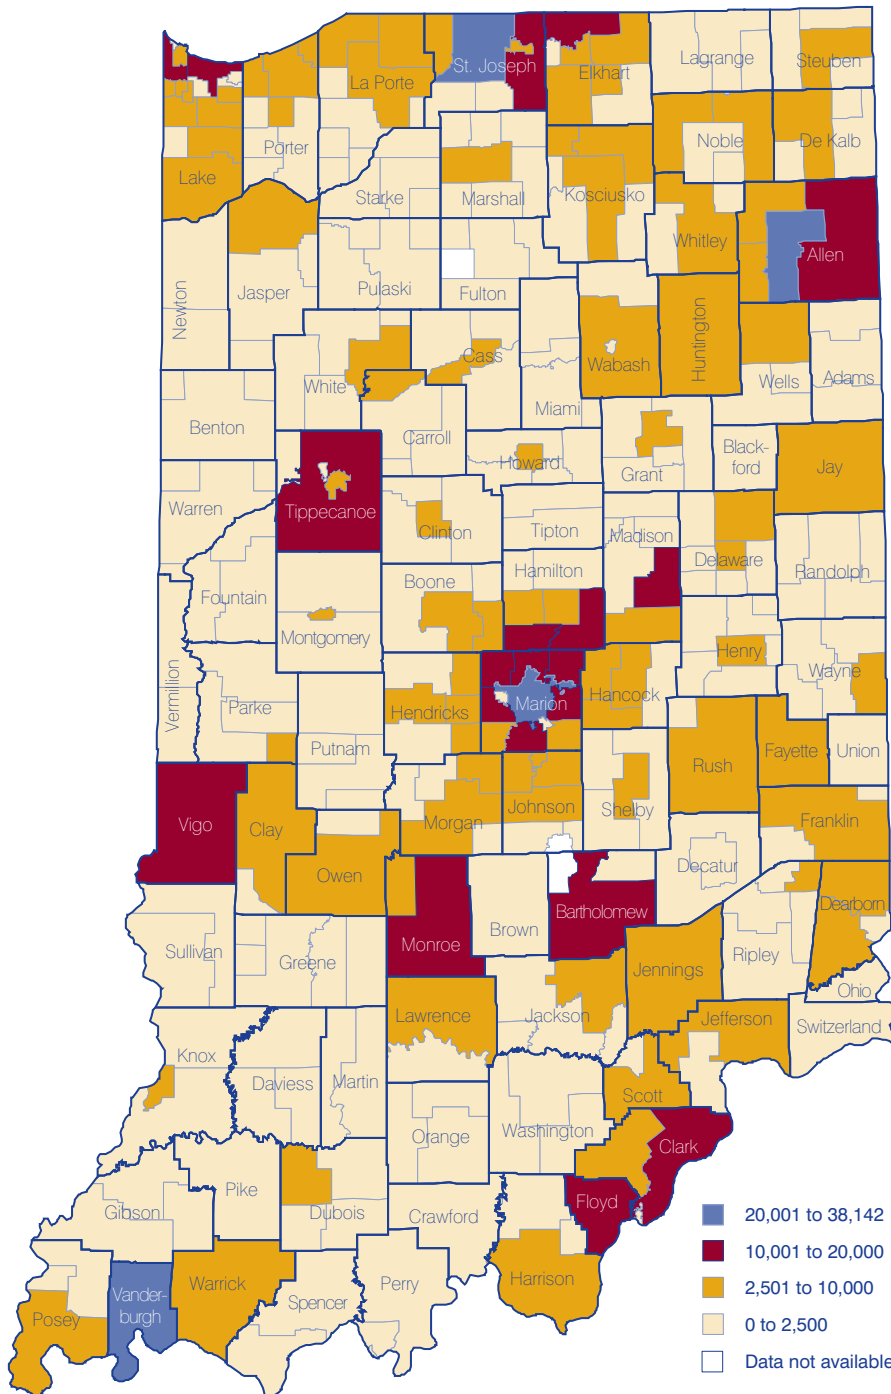 St. Joseph
Lagrange
Steuben
La Porte
Elkhart
Porter
Noble
De Kalb
Lake
Starke
Marshall
Kosciusko
Whitley
Allen
Newton
Jasper
Pulaski
Fulton
Huntington
Cass
Wabash
White
Wells
Adams
Miami
Benton
Carroll
Black-
ford
Howard
Grant
Jay
Warren
Tippecanoe
Clinton
Tipton
Madison
Delaware
Hamilton
Boone
Randolph
Fountain
Montgomery
Henry
Wayne
Vermillion
Parke
Hendricks
Marion
Hancock
Putnam
Rush
Fayette
Union
Vigo
Clay
Morgan
Johnson
Shelby
Franklin
Owen
Decatur
Dearborn
Bartholomew
Monroe
Brown
Sullivan
Greene
Ripley
Jennings
Ohio
Lawrence
Jackson
Jefferson
Switzerland
Knox
Daviess
Martin
Scott
Orange
Washington
Clark
Pike
Floyd
Gibson
Dubois
Crawford
Harrison
Warrick
Vander-
burgh
Posey
Spencer
Perry
20,001 to 38,142
10,001 to 20,000
2,501 to 10,000
0 to 2,500
Data not available